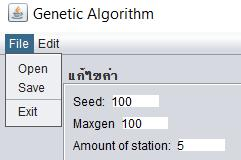 Genetic Algorithm
File Edit
Open
Save
Exit
แก้ไขค่า
Seed: 100
Maxgen 100
Amount of station: 5